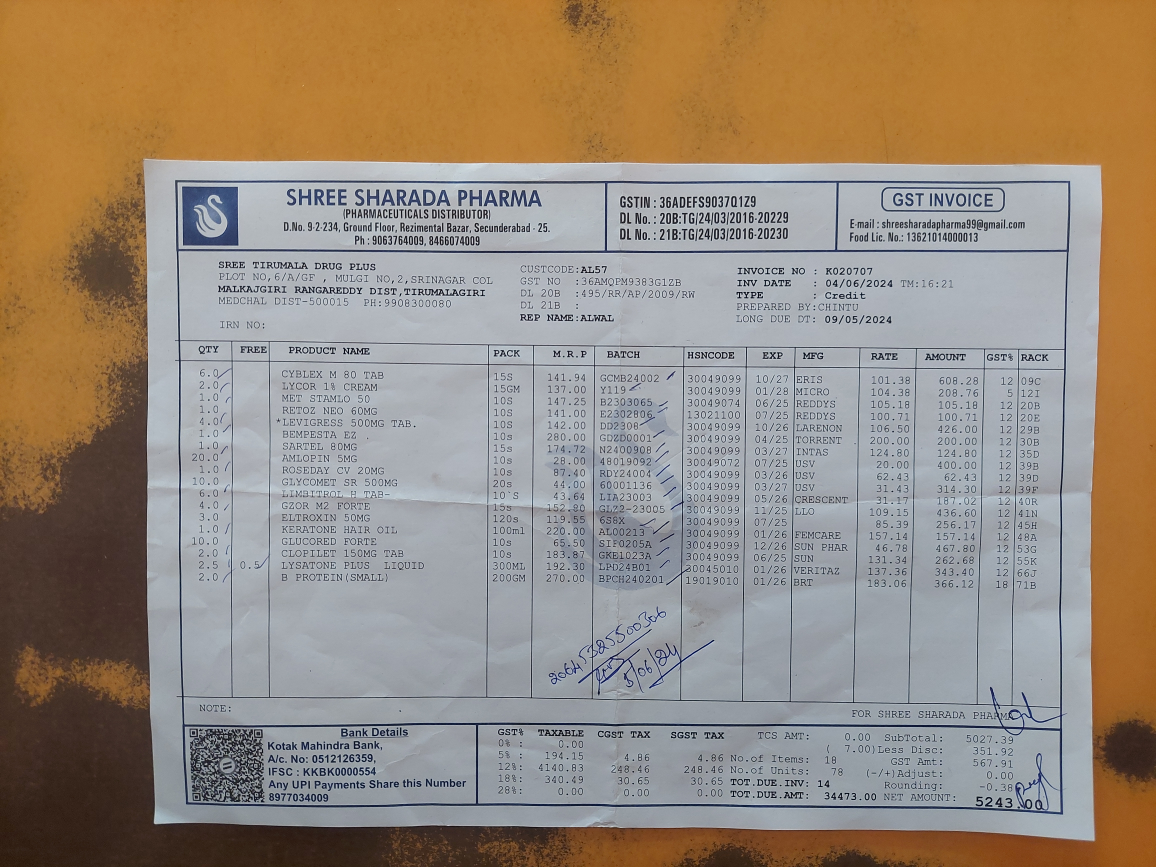 SHREE SHARADA PHARMA
(PHARMACEUTICALS DISTRIBUTOR)
D.No. 9-2-234, Ground Floor, Rezimental Bazar, Secunderabad - 25.
Ph : 9063764009, 8466074009
GSTIN : 36ADEFS9037Q1Z9
DL No. : 20B:TG/24/03/2016-20229
DL No. : 21B:TG/24/03/2016-20230
GST INVOICE
E-mail : shreesharadapharma99@gmail.com
Food Lic. No.: 13621014000013
SREE TIRUMALA DRUG PLUS
PLOT NO,6/A/GF , MULGI NO,2,SRINAGAR COL
MALKAJGIRI RANGAREDDY DIST,TIRUMALAGIRI
MEDCHAL DIST-500015 PH:9908300080
IRN NO:
CUSTCODE:AL57
GST NO :36AMQPM9383G1ZB
DL 20B :495/RR/AP/2009/RW
DL 21B :
REP NAME:ALWAL
INVOICE NO : K020707
INV DATE : 04/06/2024 TM:16:21
TYPE : Credit
PREPARED BY:CHINTU
LONG DUE DT: 09/05/2024
QTY FREE PRODUCT NAME PACK M.R.P BATCH HSNCODE EXP MFG RATE AMOUNT GST% RACK
6.0 CYBLEX M 80 TAB 15S 141.94 GCMB24002 30049099 10/27 ERIS 101.38 608.28 12 09C
2.0 LYCOR 1% CREAM 15GM 137.00 Y119 30049099 01/28 MICRO 104.38 208.76 5 12I
1.0 MET STAMLO 50 10S 147.25 B2303065 30049074 06/25 REDDYS 105.18 105.18 12 20B
1.0 RETOZ NEO 60MG 10S 141.00 E2302806 13021100 07/25 REDDYS 100.71 100.71 12 20E
4.0 *LEVIGRESS 500MG TAB. 10S 142.00 DD2308 30049099 10/26 LARENON 106.50 426.00 12 29B
1.0 BEMPESTA EZ . 10s 280.00 GDZD0001 30049099 04/25 TORRENT . 200.00 200.00 12 30B
1.0 SARTEL 80MG 15s 174.72 N2400908 30049099 03/27 INTAS 124.80 124.80 12 35D
20.0 AMLOPIN 5MG 10s 28.00 48019092 30049072 07/25 USV 20.00 400.00 12 39B
1.0 ROSEDAY CV 20MG 10s 87.40 RDY24004 30049099 03/26 USV 62.43 62.43 12 39D
10.0 GLYCOMET SR 500MG 20s 44.00 60001136 30049099 03/27 USV 31.43 314.30 12 39F
6.0 LIMBITROL H TAB- 10'S 43.64 LIA23003 30049099 05/26 CRESCENT 31.17 187.02 12 40R
4.0 GZOR M2 FORTE 15s 152.80 GLZ2-23005 30049099 11/25 LLO 109.15 436.60 12 41N
3.0 ELTROXIN 50MG 120s 119.55 6S8X 30049099 07/25 85.39 256.17 12 45H
1.0 KERATONE HAIR OIL 100ml 220.00 AL00213 30049099 01/26 FEMCARE 157.14 157.14 12 48A
10.0 GLUCORED FORTE 10s 65.50 SIF0205A 30049099 12/26 SUN PHAR 46.78 467.80 12 53G
2.0 CLOPILET 150MG TAB 10s 183.87 GKE1023A 30049099 06/25 SUN 131.34 262.68 12 55K
2.5 0.5 LYSATONE PLUS LIQUID 300ML 192.30 LPD24B01 30045010 01/26 VERITAZ 137.36 343.40 12 66J
2.0 B PROTEIN(SMALL) 200GM 270.00 BPCH240201 19019010 01/26 BRT 183.06 366.12 18 71B
20645325500306
5/06/24
NOTE:
FOR SHREE SHARADA PHARMA
Bank Details
Kotak Mahindra Bank,
A/c. No: 0512126359,
IFSC : KKBK0000554
Any UPI Payments Share this Number
8977034009
GST% TAXABLE CGST TAX SGST TAX
0% : 0.00
5% : 194.15 4.86 4.86
12%: 4140.83 248.46 248.46
18%: 340.49 30.65 30.65
28%: 0.00 0.00 0.00
TCS AMT: 0.00
( 7.00)
No.of Items: 18
No.of Units: 78
TOT.DUE.INV: 14
TOT.DUE.AMT: 34473.00
SubTotal: 5027.39
Less Disc: 351.92
GST Amt: 567.91
(-/+)Adjust: 0.00
Rounding: -0.38
NET AMOUNT: 5243.00